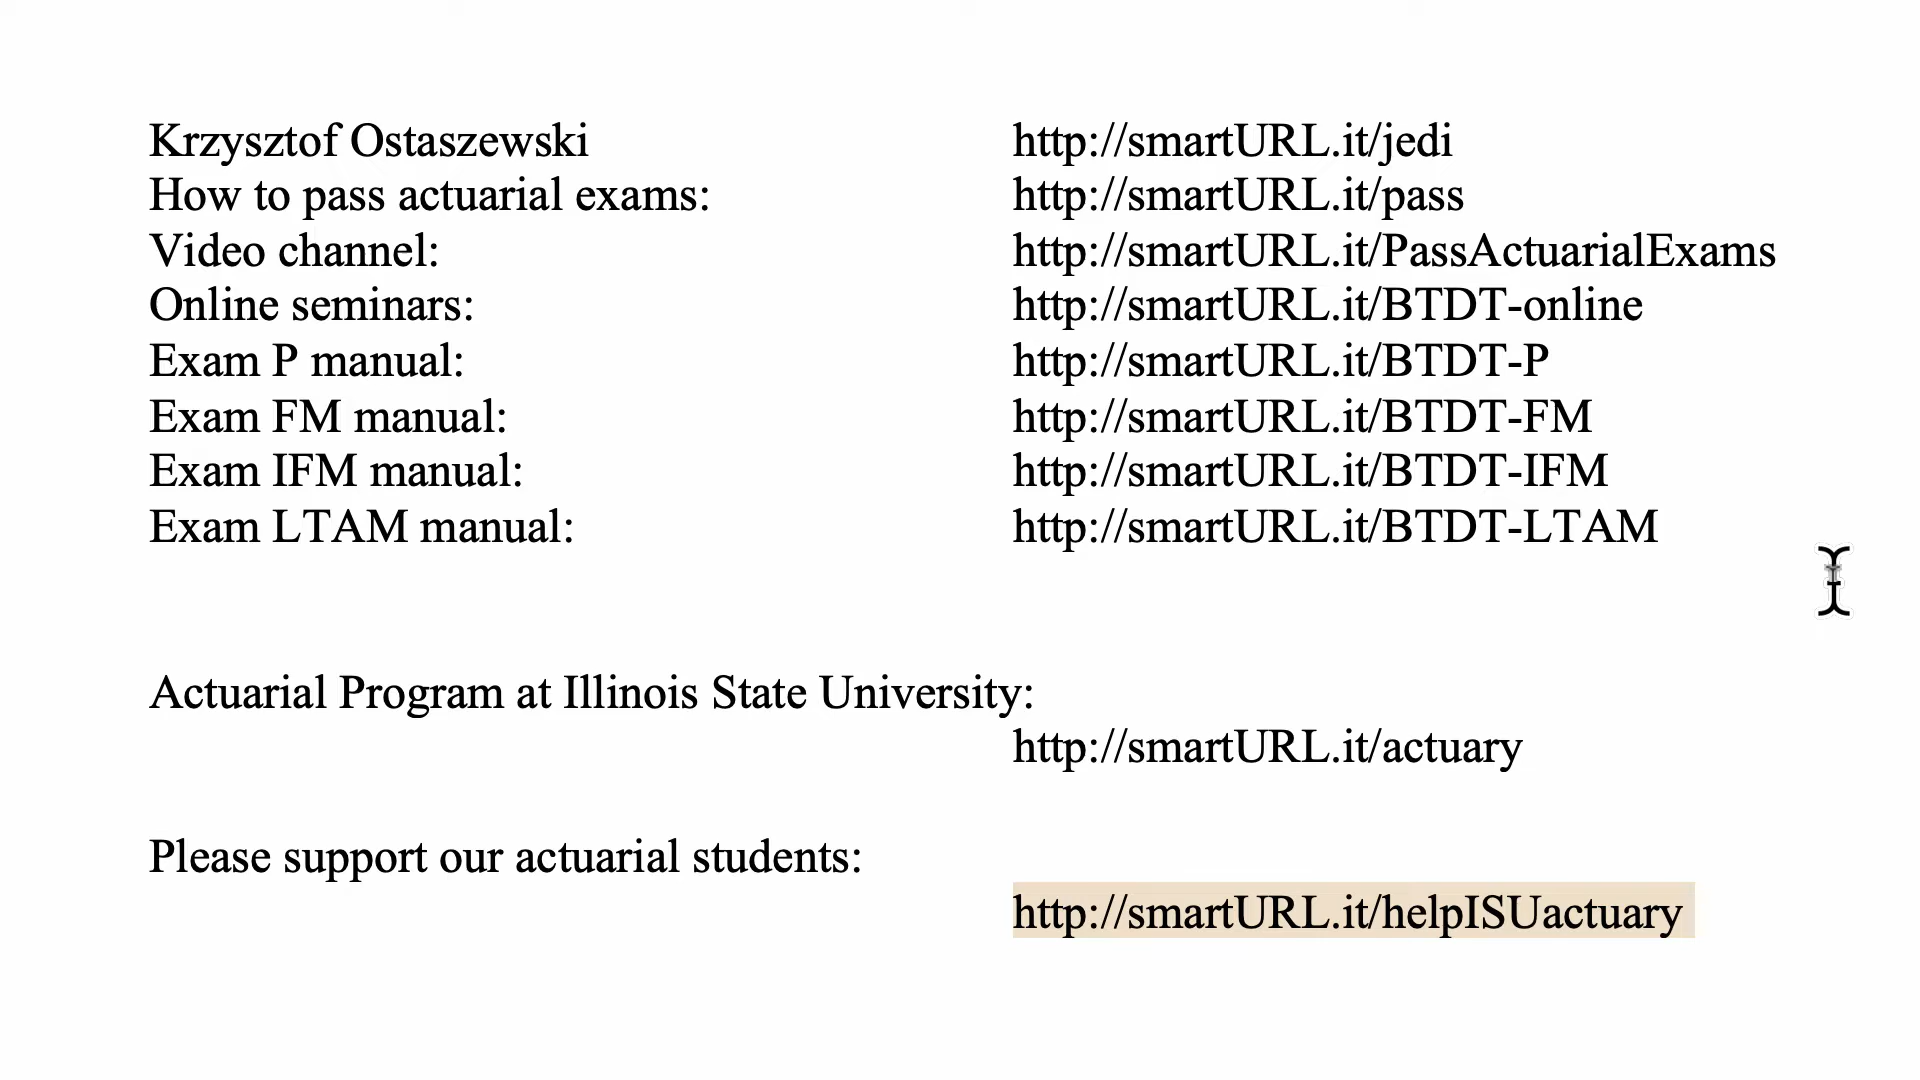 Krzysztof Ostaszewski http://smartURL.it/jedi
How to pass actuarial exams: http://smartURL.it/pass
Video channel: http://smartURL.it/PassActuarialExams
Online seminars: http://smartURL.it/BTDT-online
Exam P manual: http://smartURL.it/BTDT-P
Exam FM manual: http://smartURL.it/BTDT-FM
Exam IFM manual: http://smartURL.it/BTDT-IFM
Exam LTAM manual: http://smartURL.it/BTDT-LTAM
Actuarial Program at Illinois State University:
http://smartURL.it/actuary
Please support our actuarial students:
http://smartURL.it/helpISUactuary